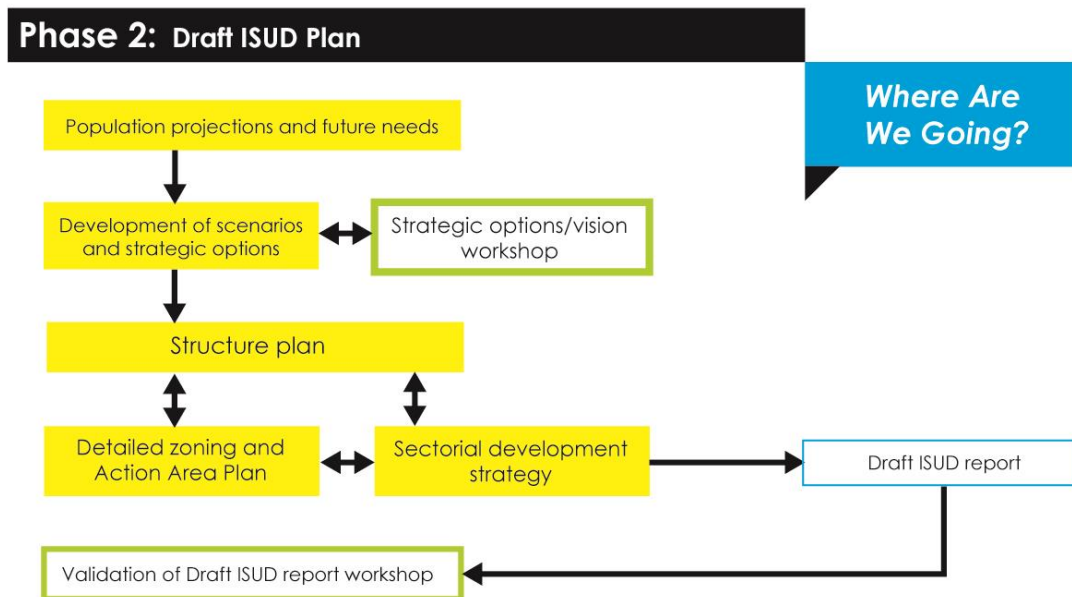 Phase 2: Draft ISUD Plan
Where Are
We Going?
Population projections and future needs
Development of scenarios
and strategic options
Strategic options/vision
workshop
Structure plan
Detailed zoning and
Action Area Plan
Sectorial development
strategy
Draft ISUD report
Validation of Draft ISUD report workshop